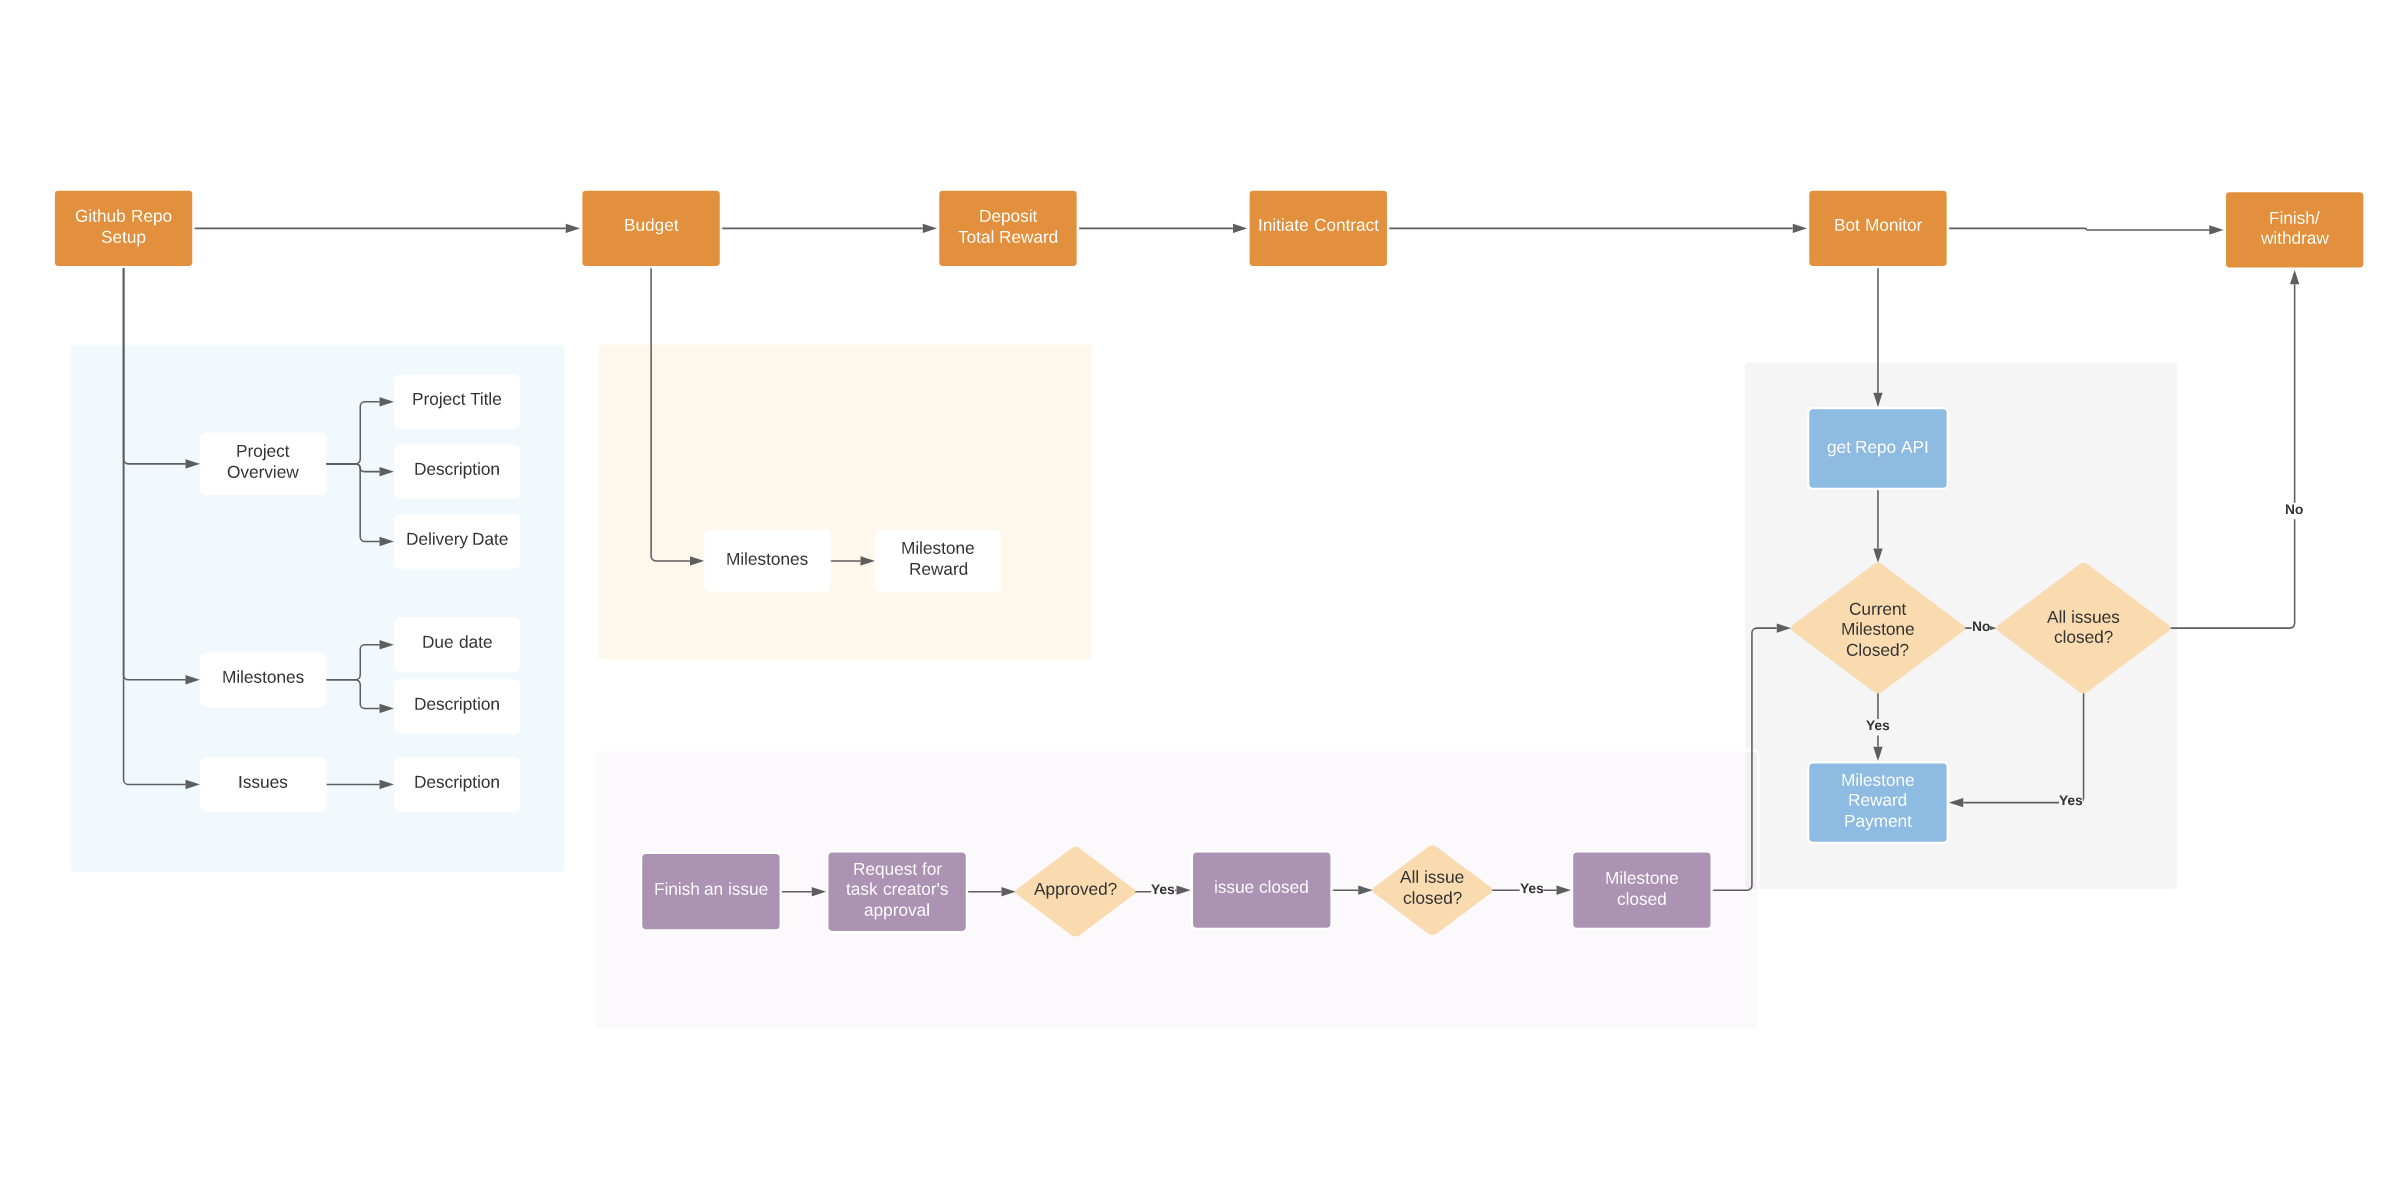 Github Repo
Setup
Budget
Deposit
Total Reward
Initiate Contract
Bot Monitor
Finish/
withdraw
Project
Overview
Project Title
Description
Delivery Date
Milestones
Due date
Description
Issues
Description
Milestones
Milestone
Reward
get Repo API
Current
Milestone
Closed?
No
All issues
closed?
No
Yes
Yes
Milestone
Reward
Payment
Finish an issue
Request for
task creator's
approval
Approved?
Yes
issue closed
All issue
closed?
Yes
Milestone
closed